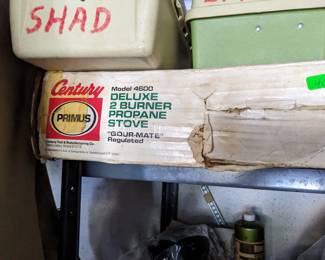 SHAD
Century
PRIMUS
Model 4600
DELUXE
2 BURNER
PROPANE
STOVE
"GOUR-MATE"
Regulated